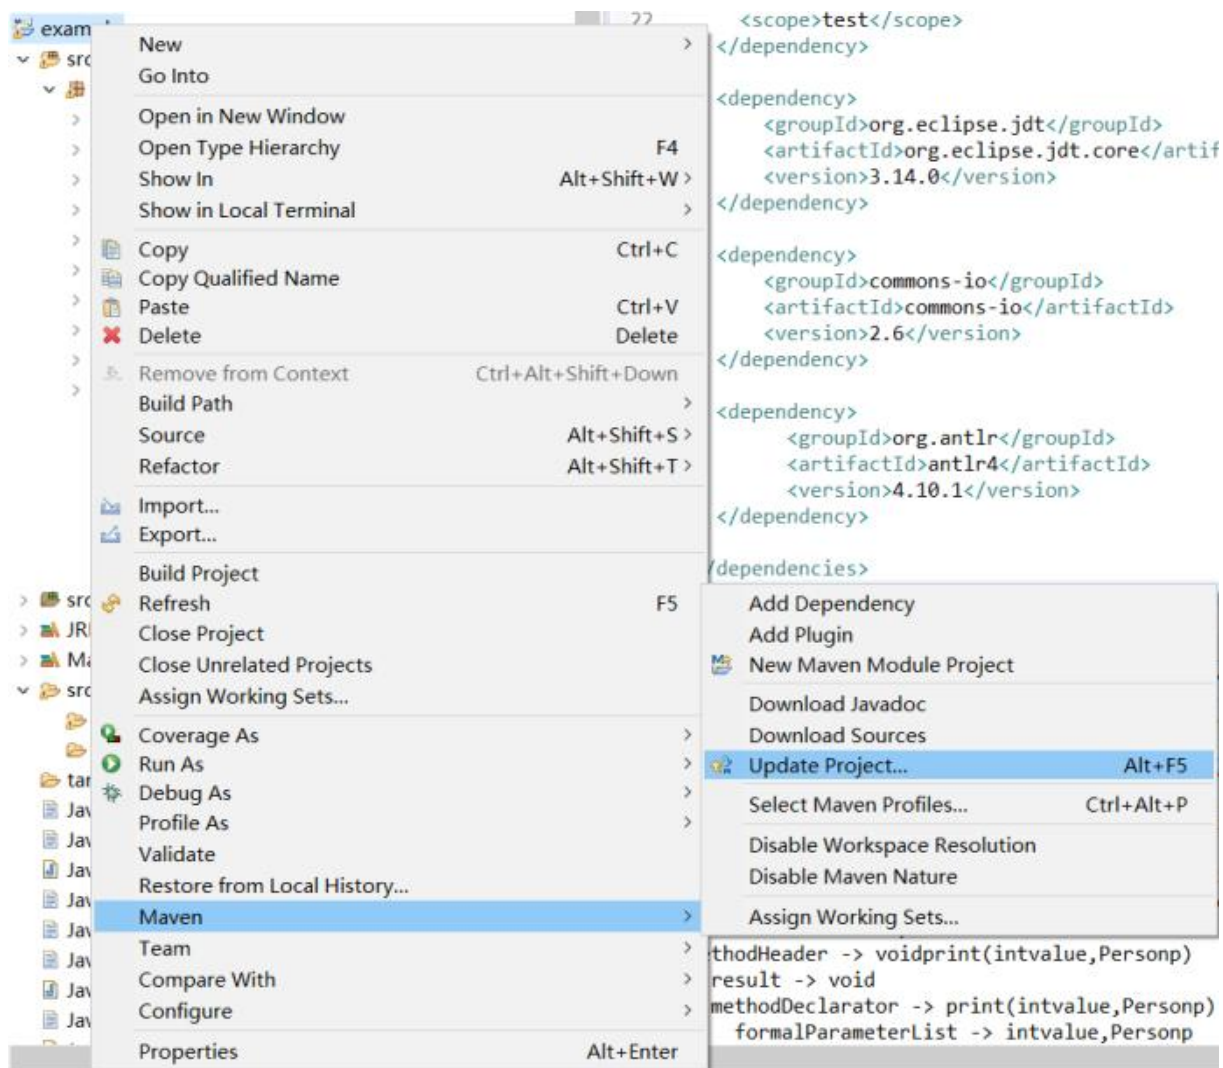 exam
src
22
<scope>test</scope>
</dependency>
<dependency>
<groupId>org.eclipse.jdt</groupId>
<artifactId>org.eclipse.jdt.core</artif
<version>3.14.0</version>
</dependency>
<dependency>
<groupId>commons-io</groupId>
<artifactId>commons-io</artifactId>
<version>2.6</version>
</dependency>
<dependency>
<groupId>org.antlr</groupId>
<artifactId>antlr4</artifactId>
<version>4.10.1</version>
</dependency>
/dependencies>
New
Go Into
Open in New Window
Open Type Hierarchy F4
Show In Alt+Shift+W >
Show in Local Terminal
Copy Ctrl+C
Copy Qualified Name
Paste Ctrl+V
Delete Delete
Remove from Context Ctrl+Alt+Shift+Down
Build Path
Source Alt+Shift+S >
Refactor Alt+Shift+T >
Import...
Export...
Build Project
Refresh F5
Close Project
Close Unrelated Projects
Assign Working Sets...
Coverage As
Run As
Debug As
Profile As
Validate
Restore from Local History...
Maven
Team
Compare With
Configure
Properties Alt+Enter
Add Dependency
Add Plugin
New Maven Module Project
Download Javadoc
Download Sources
Update Project... Alt+F5
Select Maven Profiles... Ctrl+Alt+P
Disable Workspace Resolution
Disable Maven Nature
Assign Working Sets...
src
JR
Ma
src
tar
Jav
Jav
Jav
Jav
Jav
Jav
Jav
Jav
thodHeader -> voidprint(intvalue,Personp)
result -> void
methodDeclarator -> print(intvalue,Personp)
formalParameterList -> intvalue,Personp